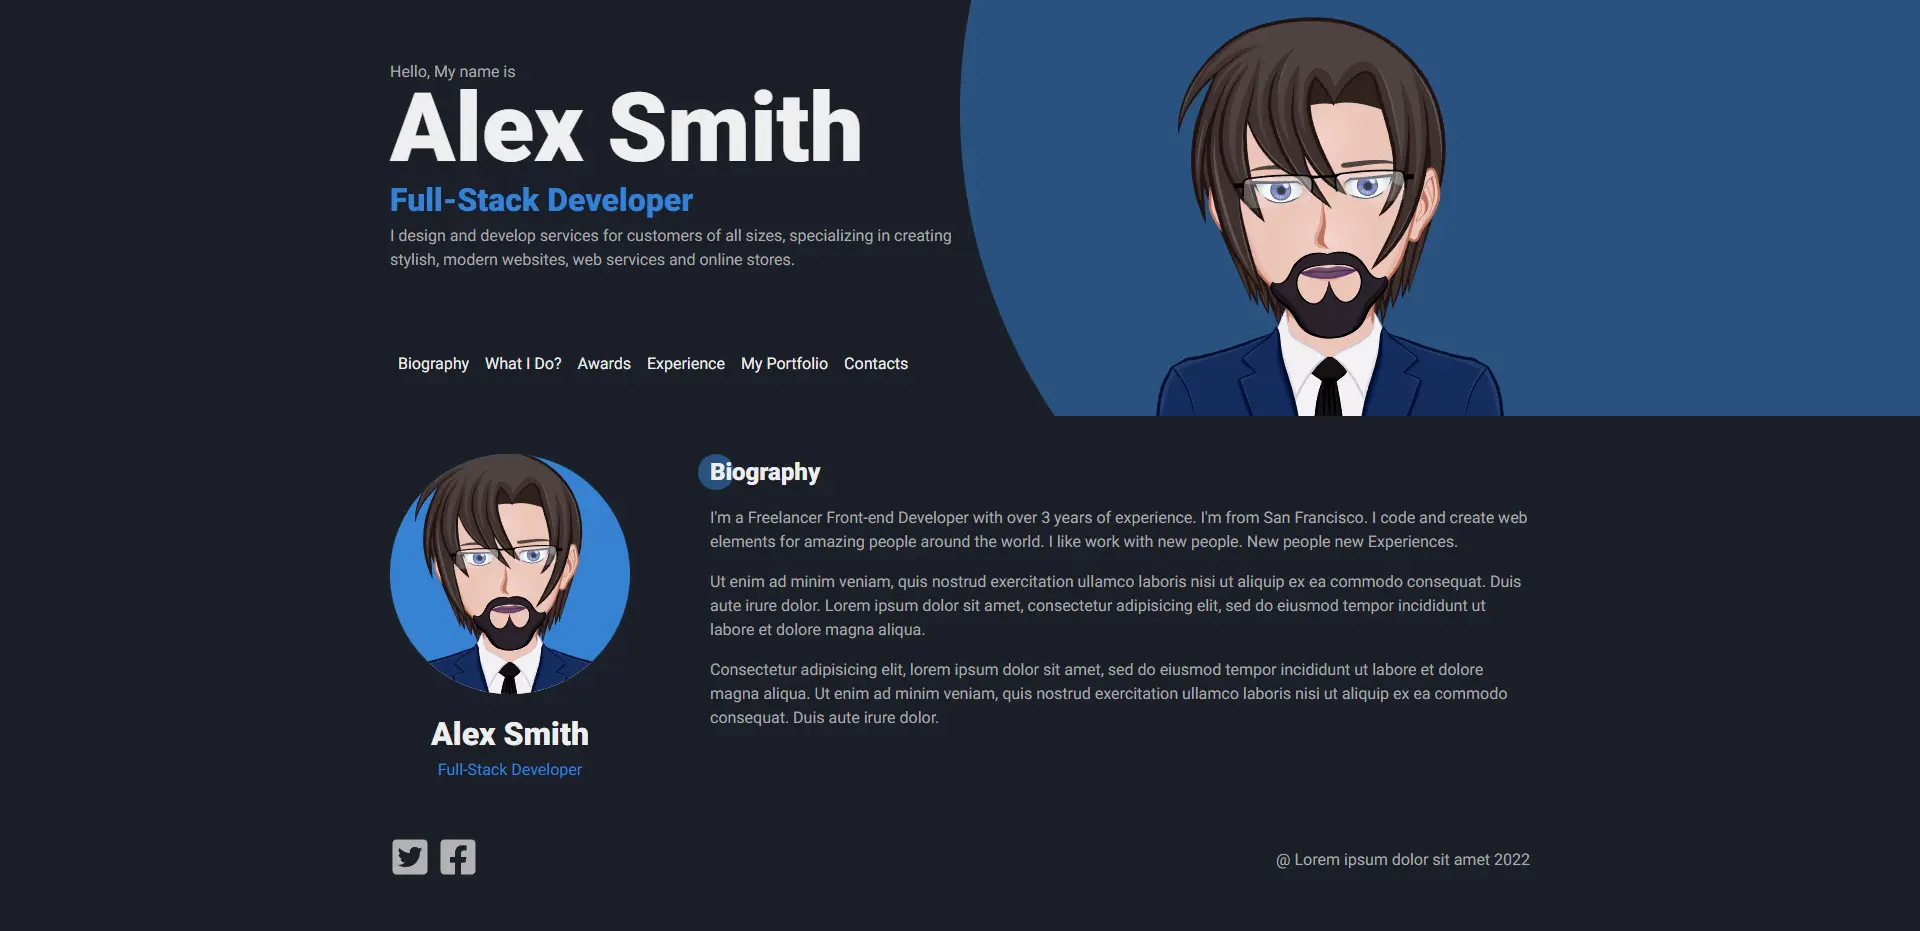 Hello, My name is
Alex Smith
Full-Stack Developer
I design and develop services for customers of all sizes, specializing in creating
stylish, modern websites, web services and online stores.
Biography What I Do? Awards Experience My Portfolio Contacts
Alex Smith
Full-Stack Developer
Biography
I'm a Freelancer Front-end Developer with over 3 years of experience. I'm from San Francisco. I code and create web
elements for amazing people around the world. I like work with new people. New people new Experiences.
Ut enim ad minim veniam, quis nostrud exercitation ullamco laboris nisi ut aliquip ex ea commodo consequat. Duis
aute irure dolor. Lorem ipsum dolor sit amet, consectetur adipisicing elit, sed do eiusmod tempor incididunt ut
labore et dolore magna aliqua.
Consectetur adipisicing elit, lorem ipsum dolor sit amet, sed do eiusmod tempor incididunt ut labore et dolore
magna aliqua. Ut enim ad minim veniam, quis nostrud exercitation ullamco laboris nisi ut aliquip ex ea commodo
consequat. Duis aute irure dolor.
@ Lorem ipsum dolor sit amet 2022